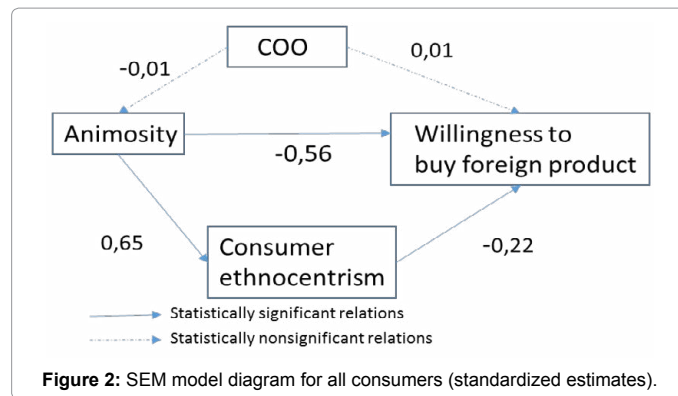 COO
-0,01
0,01
Animosity
Willingness to
buy foreign product
-0,56
0,65
Consumer
ethnocentrism
-0,22
Statistically significant relations
Statistically nonsignificant relations
Figure 2: SEM model diagram for all consumers (standardized estimates).